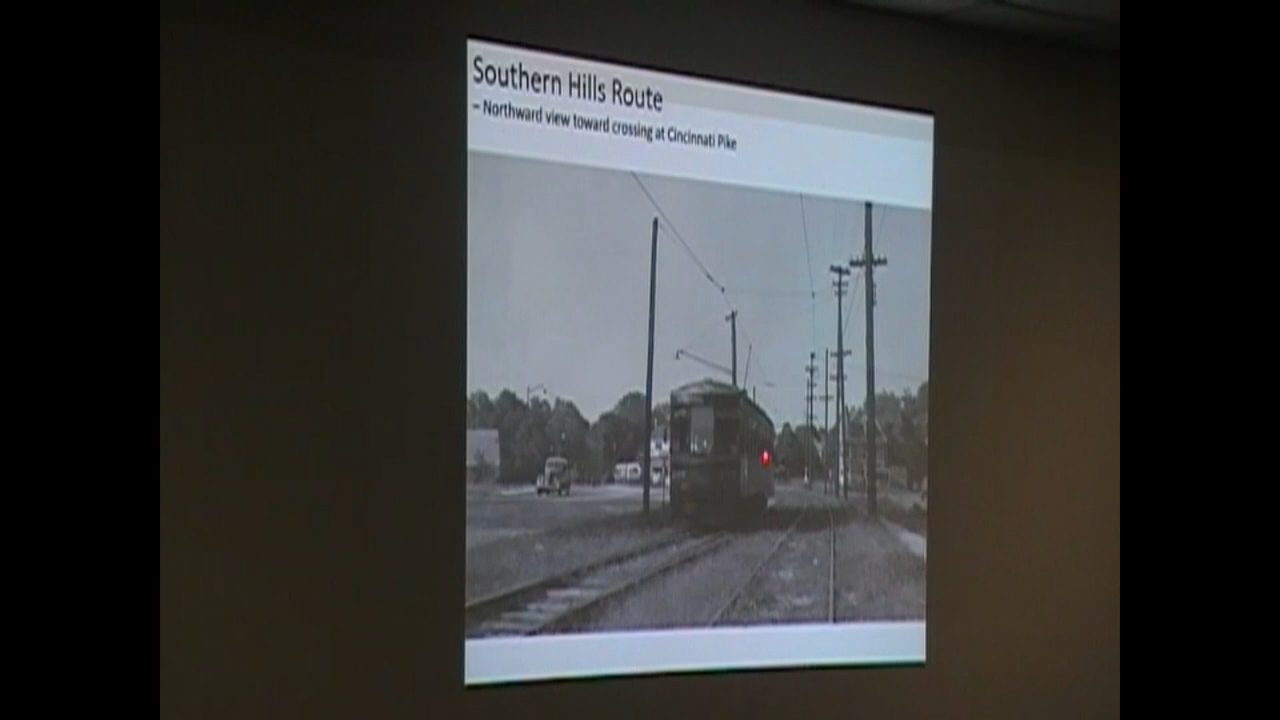 Southern Hills Route
– Northward view toward crossing at Cincinnati Pike